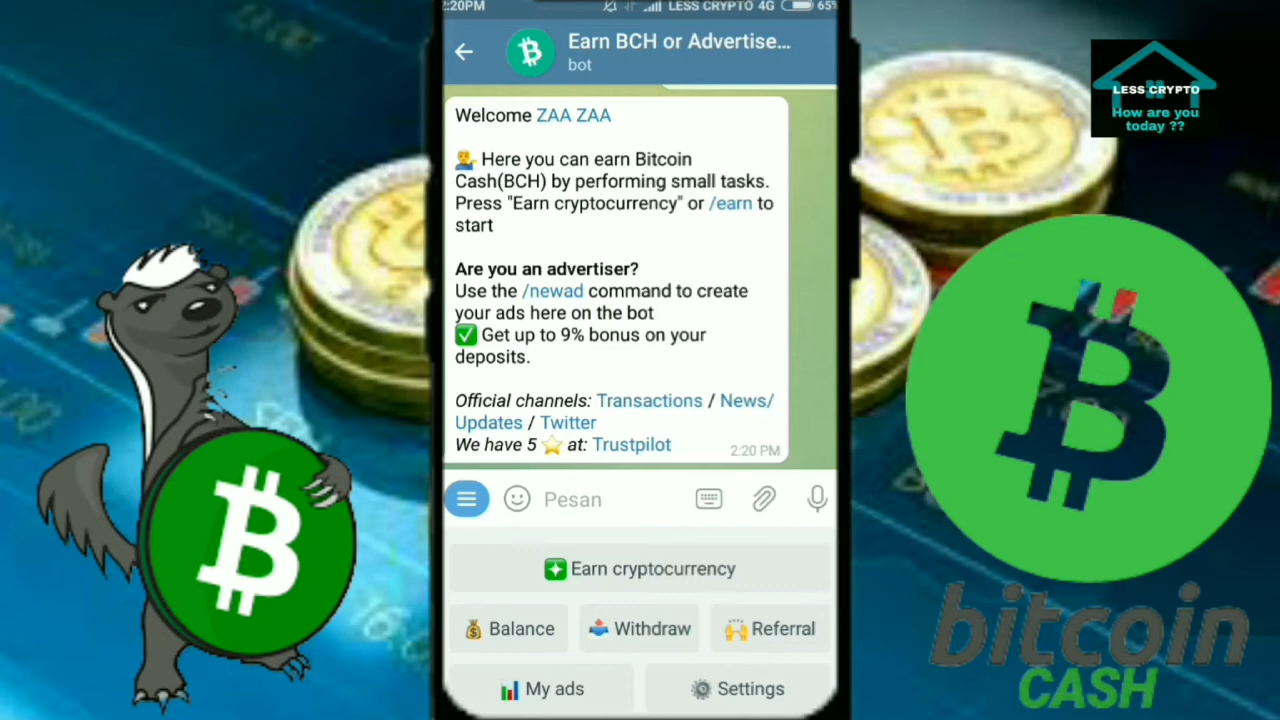 2:20PM
LESS CRYPTO 4G
65%
Earn BCH or Advertise…
bot
Welcome ZAA ZAA
Here you can earn Bitcoin
Cash(BCH) by performing small tasks.
Press "Earn cryptocurrency" or /earn to
start
Are you an advertiser?
Use the /newad command to create
your ads here on the bot
Get up to 9% bonus on your
deposits.
Official channels: Transactions / News/
Updates / Twitter
We have 5 ⭐ at: Trustpilot
2:20 PM
Pesan
Earn cryptocurrency
Balance
Withdraw
Referral
My ads
Settings
LESS CRYPTO
How are you
today ??
bitcoin
CASH